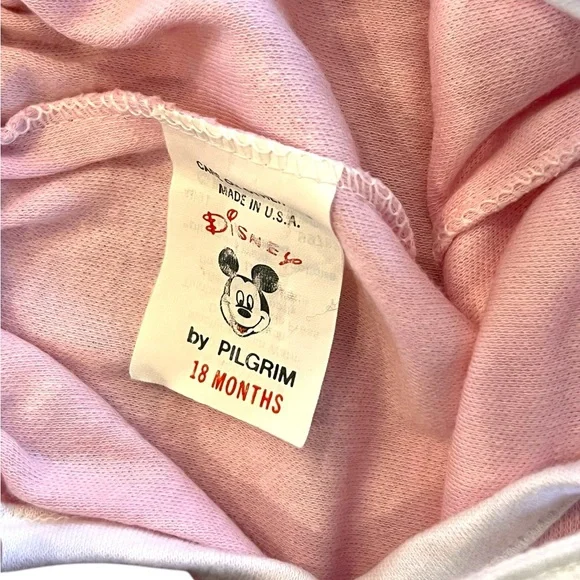 MADE IN U.S.A.
DISNEY
by PILGRIM
18 MONTHS